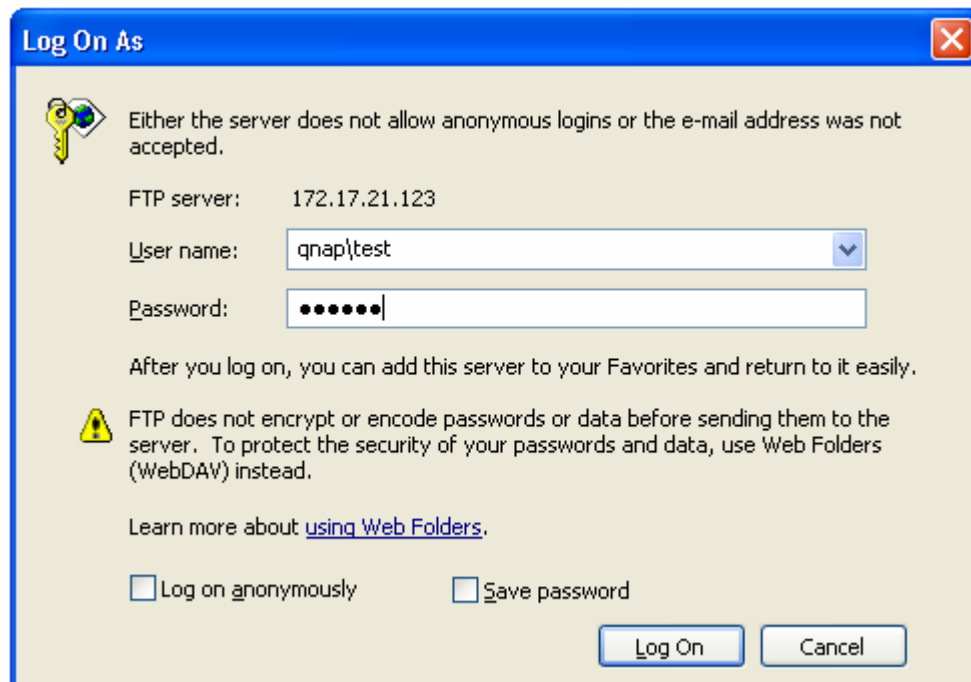 Log On As
Either the server does not allow anonymous logins or the e-mail address was not
accepted.
FTP server: 172.17.21.123
User name: qnap\test
Password: ●●●●●●
After you log on, you can add this server to your Favorites and return to it easily.
FTP does not encrypt or encode passwords or data before sending them to the
server. To protect the security of your passwords and data, use Web Folders
(WebDAV) instead.
Learn more about using Web Folders.
Log on anonymously Save password
Log On Cancel